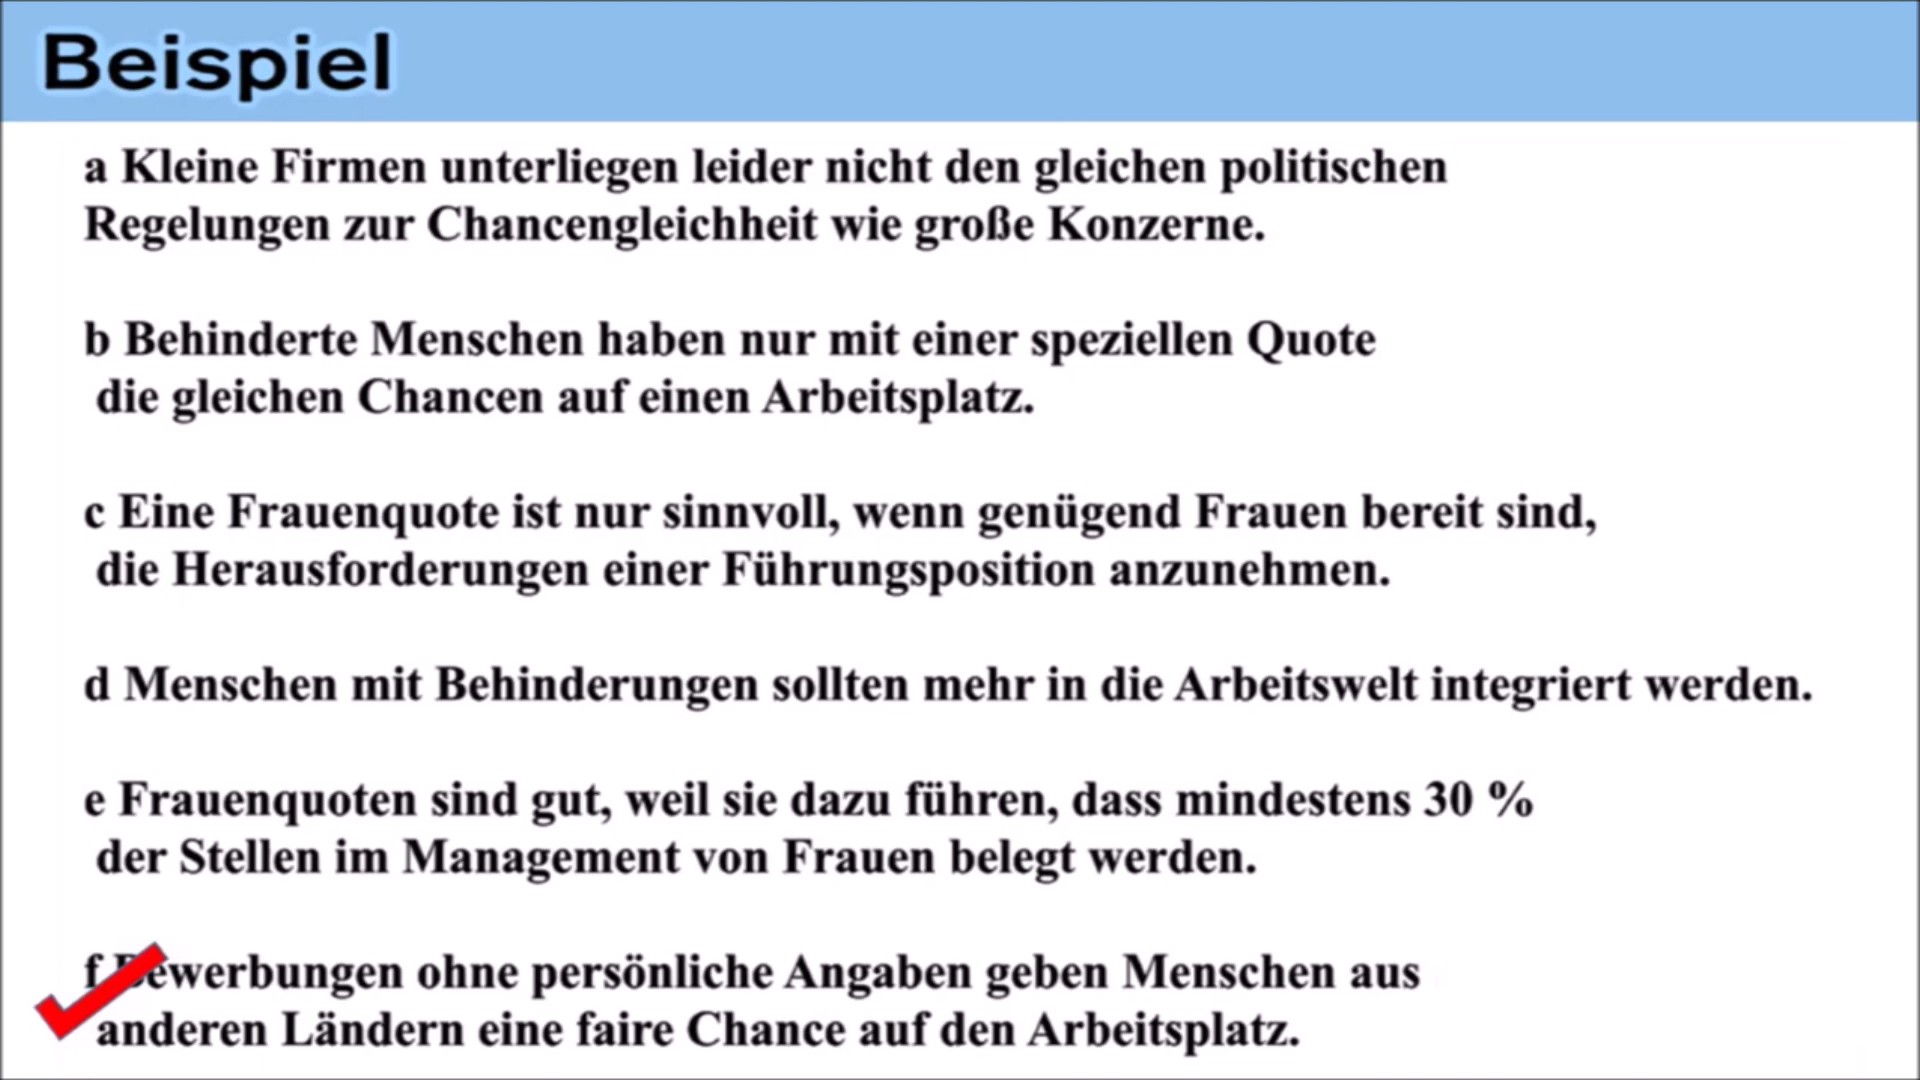 Beispiel
a Kleine Firmen unterliegen leider nicht den gleichen politischen
Regelungen zur Chancengleichheit wie große Konzerne.
b Behinderte Menschen haben nur mit einer speziellen Quote
die gleichen Chancen auf einen Arbeitsplatz.
c Eine Frauenquote ist nur sinnvoll, wenn genügend Frauen bereit sind,
die Herausforderungen einer Führungsposition anzunehmen.
d Menschen mit Behinderungen sollten mehr in die Arbeitswelt integriert werden.
e Frauenquoten sind gut, weil sie dazu führen, dass mindestens 30 %
der Stellen im Management von Frauen belegt werden.
f Bewerbungen ohne persönliche Angaben geben Menschen aus
anderen Ländern eine faire Chance auf den Arbeitsplatz.